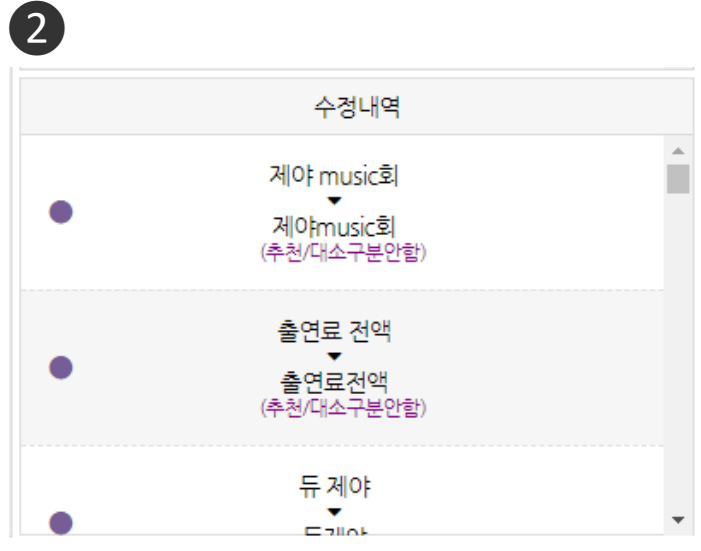 2
수정내역
제야 music회
제야music회
(추천/대소구분안함)
출연료 전액
출연료전액
(추천/대소구분안함)
듀 제야